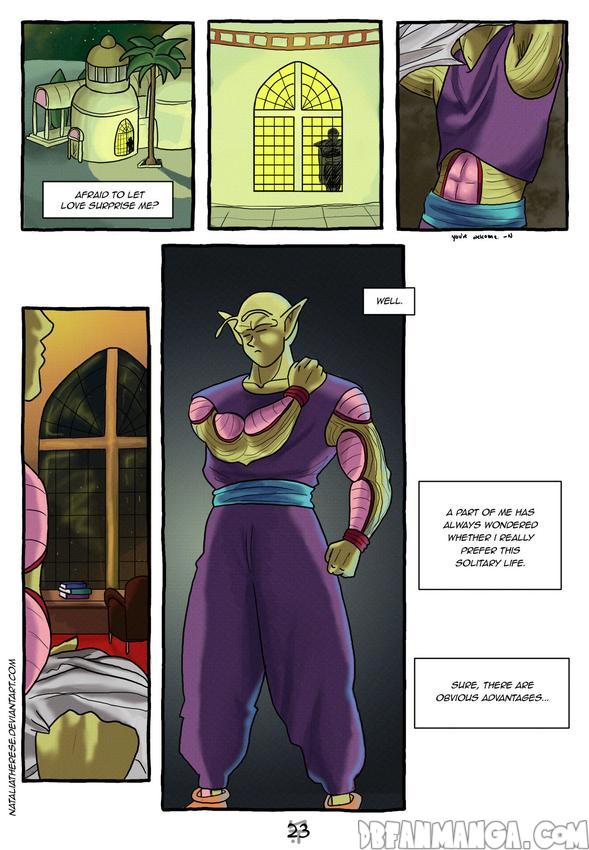 AFRAID TO LET
LOVE SURPRISE ME?
you're welcome. -N
WELL.
A PART OF ME HAS
ALWAYS WONDERED
WHETHER I REALLY
PREFER THIS
SOLITARY LIFE.
SURE, THERE ARE
OBVIOUS ADVANTAGES...
NATALIATHERESE.DEVIANTART.COM
23
DBFANMANGA.COM